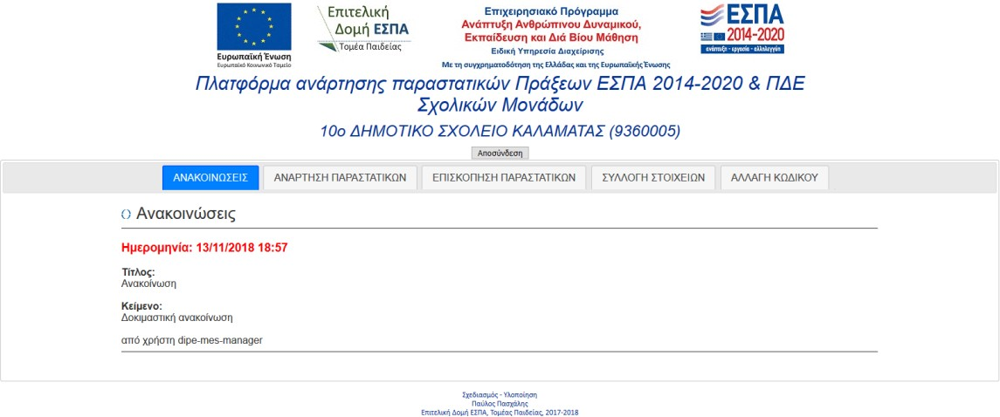 Ευρωπαϊκή Ένωση
Ευρωπαϊκό Κοινωνικό Ταμείο
Επιτελική
Δομή ΕΣΠΑ
Τομέα Παιδείας
Επιχειρησιακό Πρόγραμμα
Ανάπτυξη Ανθρώπινου Δυναμικού,
Εκπαίδευση και Διά Βίου Μάθηση
Ειδική Υπηρεσία Διαχείρισης
Με τη συγχρηματοδότηση της Ελλάδας και της Ευρωπαϊκής Ένωσης
ΕΣΠΑ
2014-2020
ανάπτυξη - εργασία - αλληλεγγύη
Πλατφόρμα ανάρτησης παραστατικών Πράξεων ΕΣΠΑ 2014-2020 & ΠΔΕ
Σχολικών Μονάδων
10ο ΔΗΜΟΤΙΚΟ ΣΧΟΛΕΙΟ ΚΑΛΑΜΑΤΑΣ (9360005)
Αποσύνδεση
ΑΝΑΚΟΙΝΩΣΕΙΣ ΑΝΑΡΤΗΣΗ ΠΑΡΑΣΤΑΤΙΚΩΝ ΕΠΙΣΚΟΠΗΣΗ ΠΑΡΑΣΤΑΤΙΚΩΝ ΣΥΛΛΟΓΗ ΣΤΟΙΧΕΙΩΝ ΑΛΛΑΓΗ ΚΩΔΙΚΟΥ
Ανακοινώσεις
Ημερομηνία: 13/11/2018 18:57
Τίτλος:
Ανακοίνωση
Κείμενο:
Δοκιμαστική ανακοίνωση
από χρήστη dipe-mes-manager
Σχεδιασμός - Υλοποίηση
Παύλος Πασχάλης
Επιτελική Δομή ΕΣΠΑ, Τομέας Παιδείας, 2017-2018